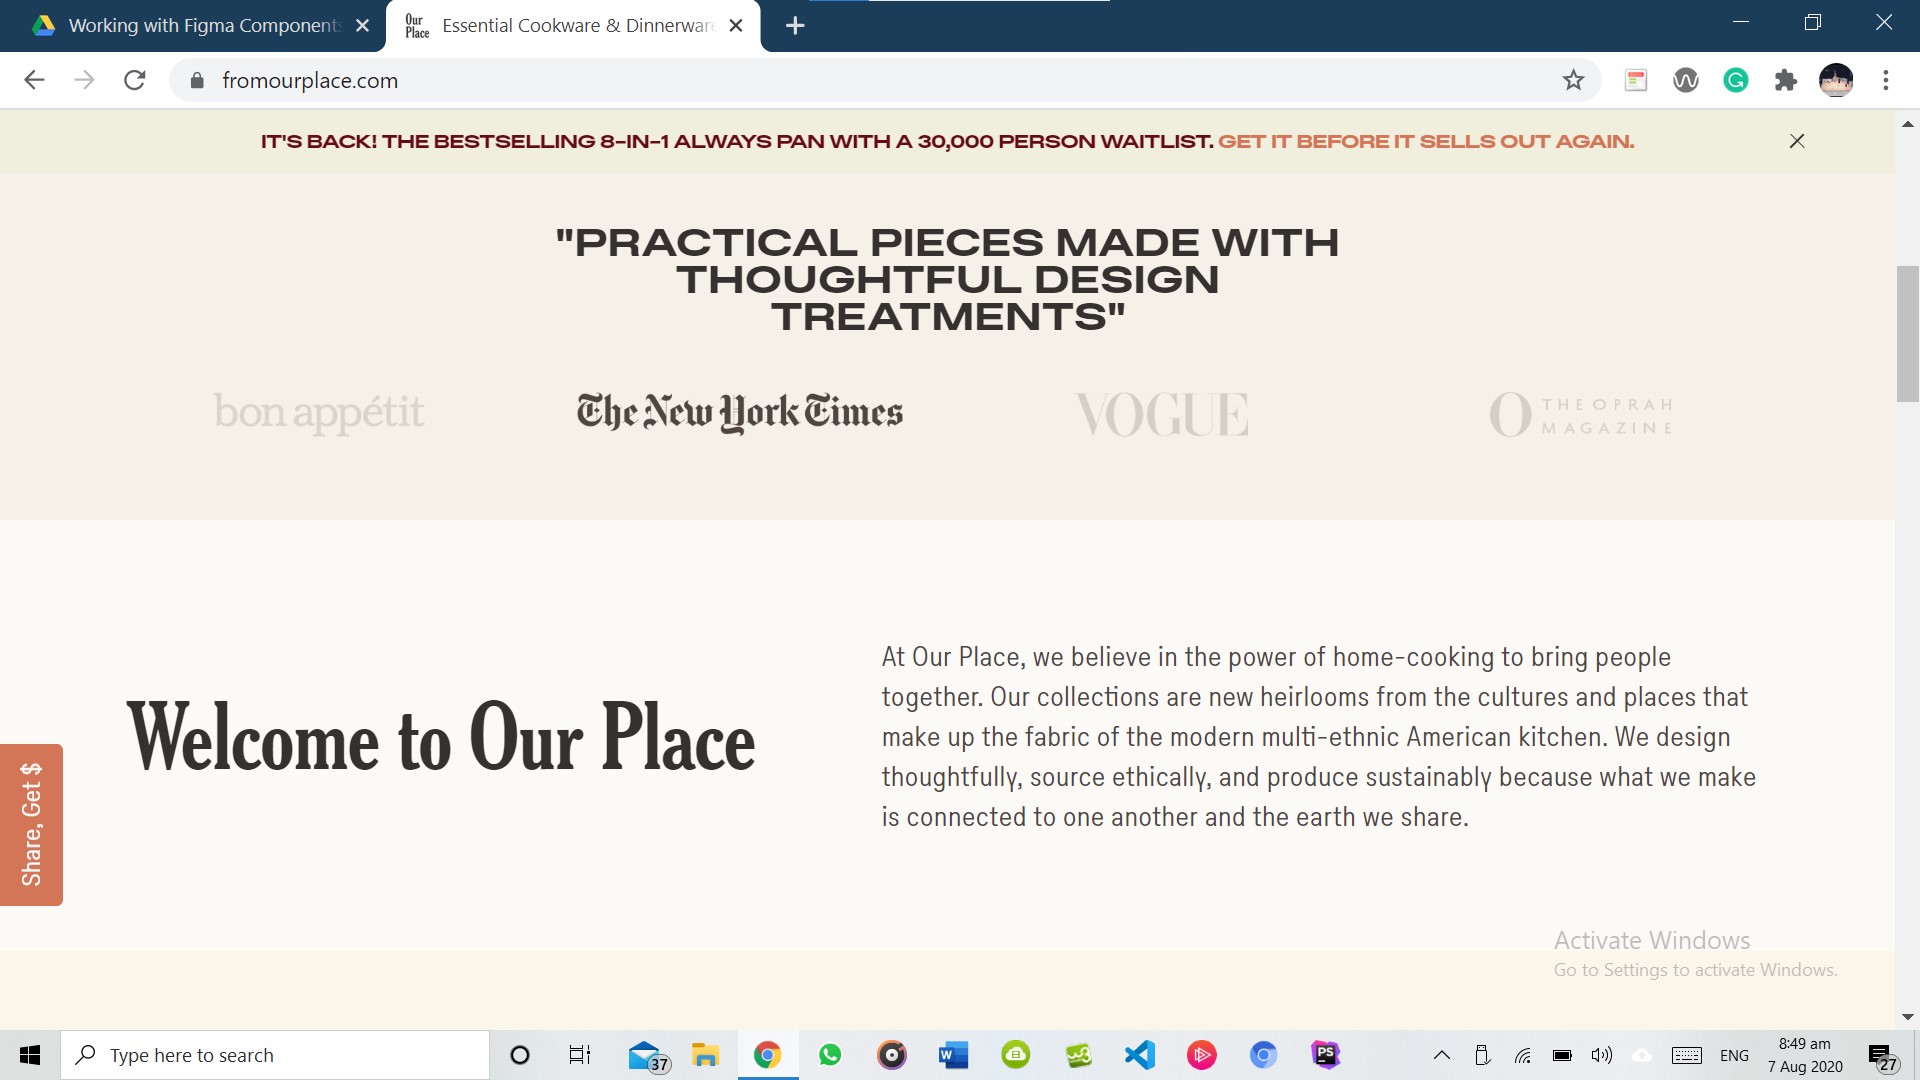 Working with Figma Component
Our Place
Essential Cookware & Dinnerwar
fromourplace.com
IT'S BACK! THE BESTSELLING 8-IN-1 ALWAYS PAN WITH A 30,000 PERSON WAITLIST. GET IT BEFORE IT SELLS OUT AGAIN.
"PRACTICAL PIECES MADE WITH
THOUGHTFUL DESIGN
TREATMENTS"
bon appétit
The New York Times
VOGUE
O THE OPRAH
MAGAZINE
At Our Place, we believe in the power of home-cooking to bring people
together. Our collections are new heirlooms from the cultures and places that
make up the fabric of the modern multi-ethnic American kitchen. We design
thoughtfully, source ethically, and produce sustainably because what we make
is connected to one another and the earth we share.
Welcome to Our Place
Share, Get $
Activate Windows
Go to Settings to activate Windows.
Type here to search
37
W
PS
ENG
8:49 am
7 Aug 2020
27